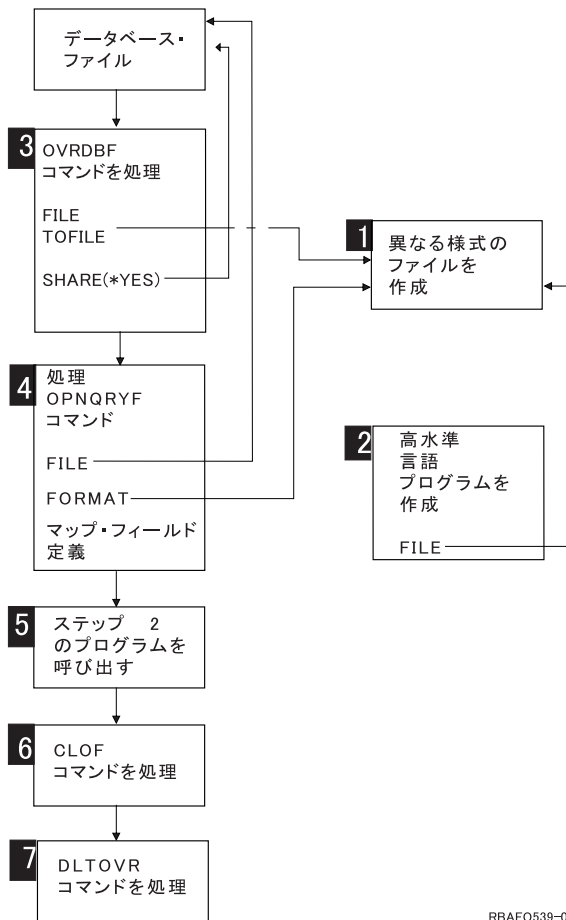 データベース・
ファイル
3
OVRDBF
コマンドを処理
FILE
TOFILE
SHARE(*YES)
1
異なる様式の
ファイルを
作成
4
処理
OPNQRYF
コマンド
FILE
FORMAT
マップ・フィールド
定義
2
高水準
言語
プログラムを
作成
FILE
5
ステップ 2
のプログラムを
呼び出す
6
CLOF
コマンドを処理
7
DLTOVR
コマンドを処理
RBAFO539-0